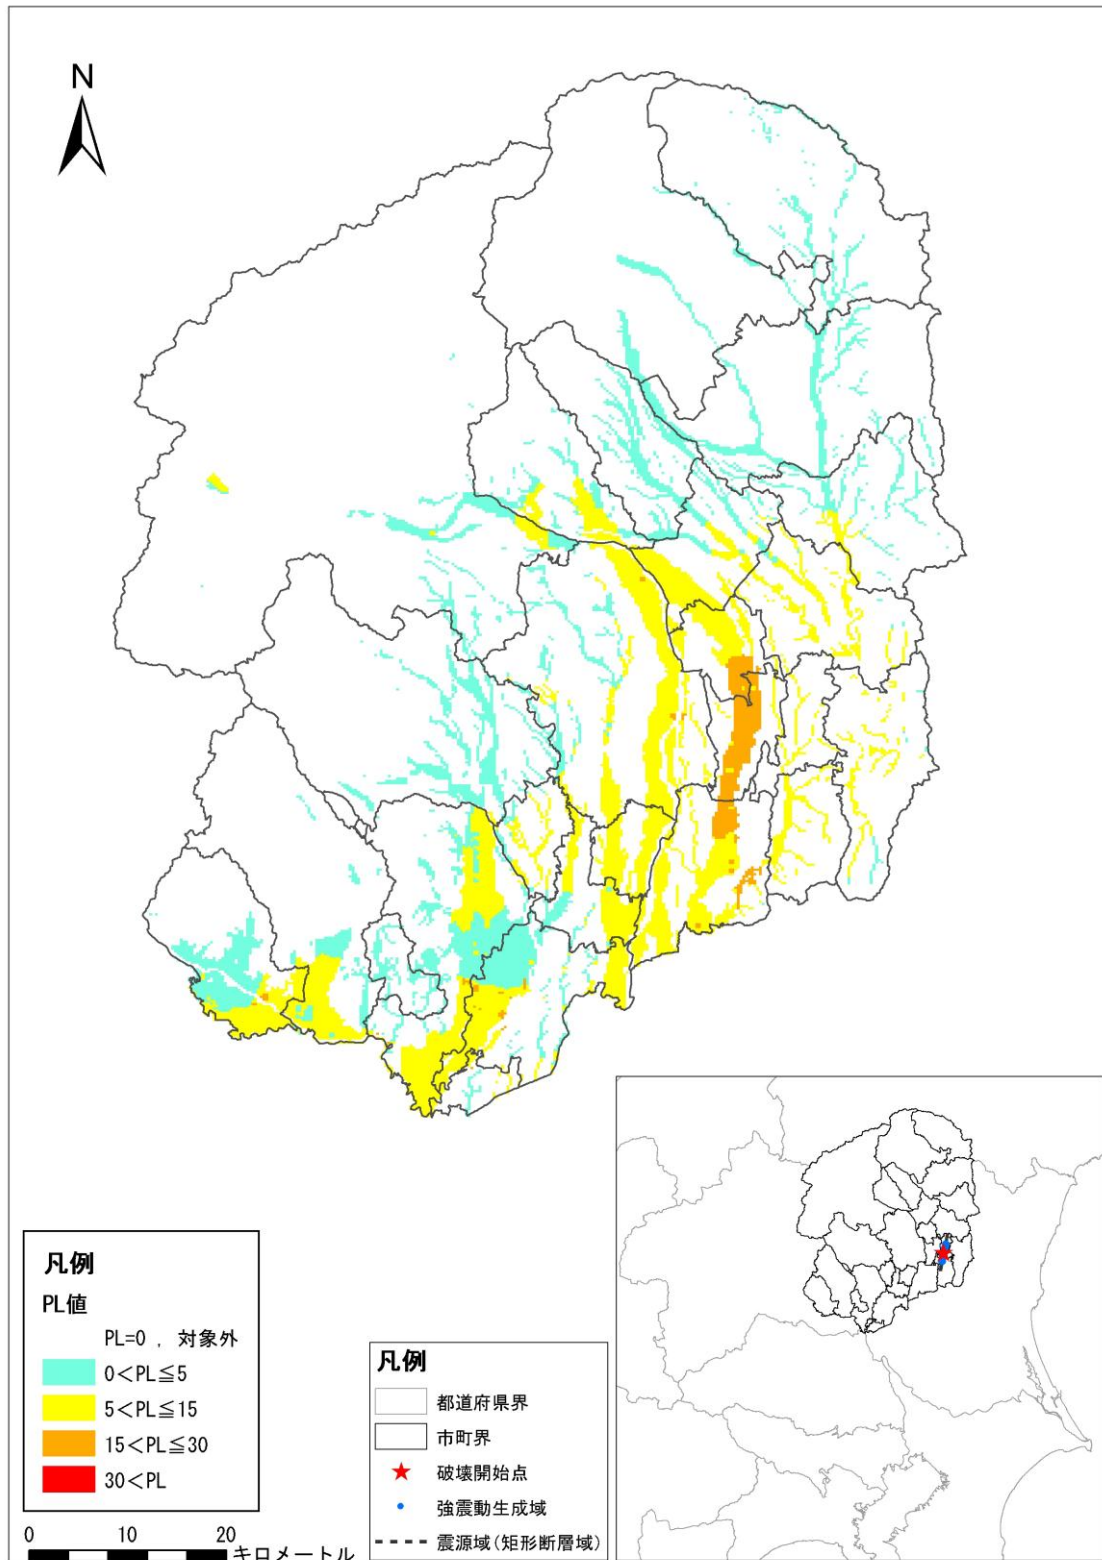 N
凡例
PL値
PL=0 , 対象外
0<PL≦5
5<PL≦15
15<PL≦30
30<PL
0 10 20
キロメートル
凡例
都道府県界
市町界
破壊開始点
強震動生成域
震源域(矩形断層域)